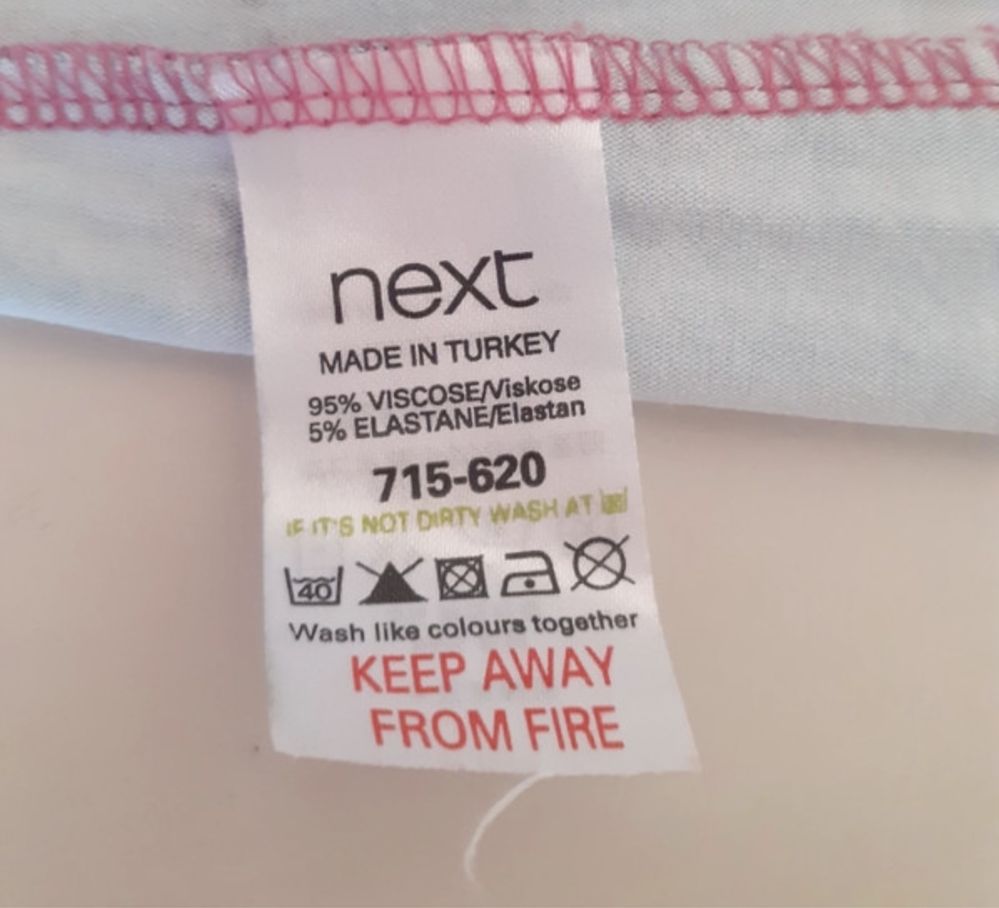 next
MADE IN TURKEY
95% VISCOSE/Viskose
5% ELASTANE/Elastan
715-620
IF IT'S NOT DIRTY WASH AT
40
Wash like colours together
KEEP AWAY
FROM FIRE